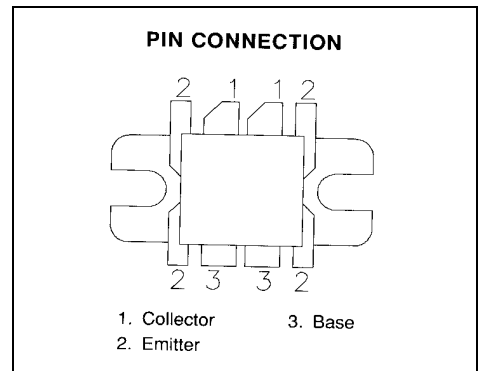 PIN CONNECTION
2 1 1 2
2 3 3 2
1. Collector 3. Base
2. Emitter